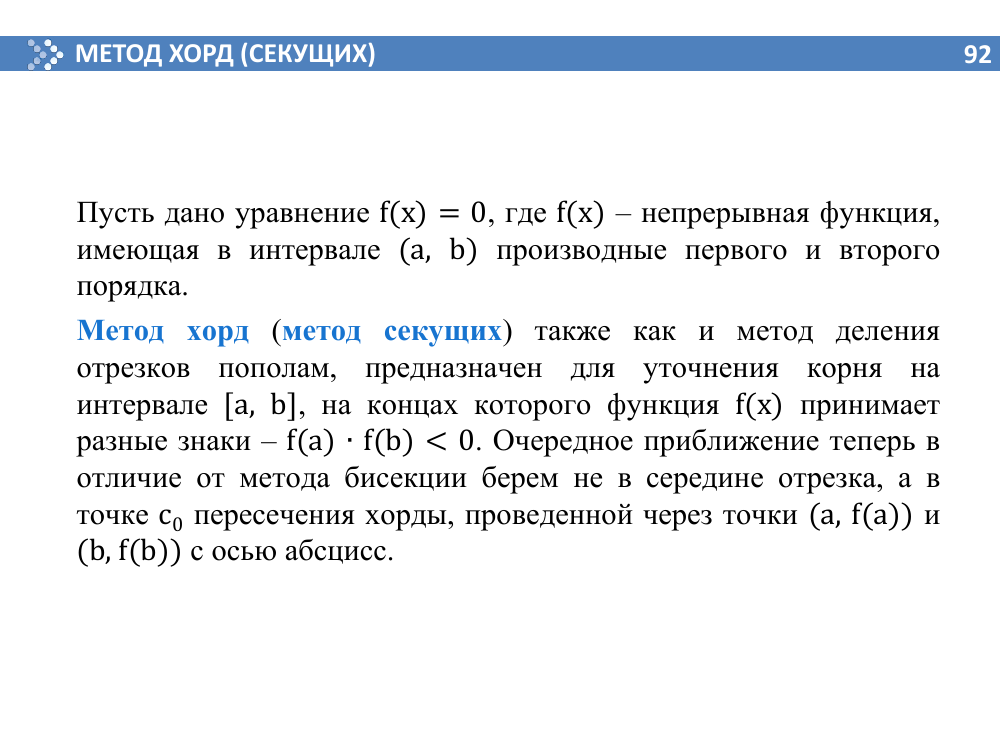 МЕТОД ХОРД (СЕКУЩИХ)
92
Пусть дано уравнение f(x) = 0, где f(x) – непрерывная функция,
имеющая в интервале (a, b) производные первого и второго
порядка.
Метод хорд (метод секущих) также как и метод деления
отрезков пополам, предназначен для уточнения корня на
интервале [a, b], на концах которого функция f(x) принимает
разные знаки – f(a) · f(b) < 0. Очередное приближение теперь в
отличие от метода бисекции берем не в середине отрезка, а в
точке c₀ пересечения хорды, проведенной через точки (a, f(a)) и
(b, f(b)) с осью абсцисс.